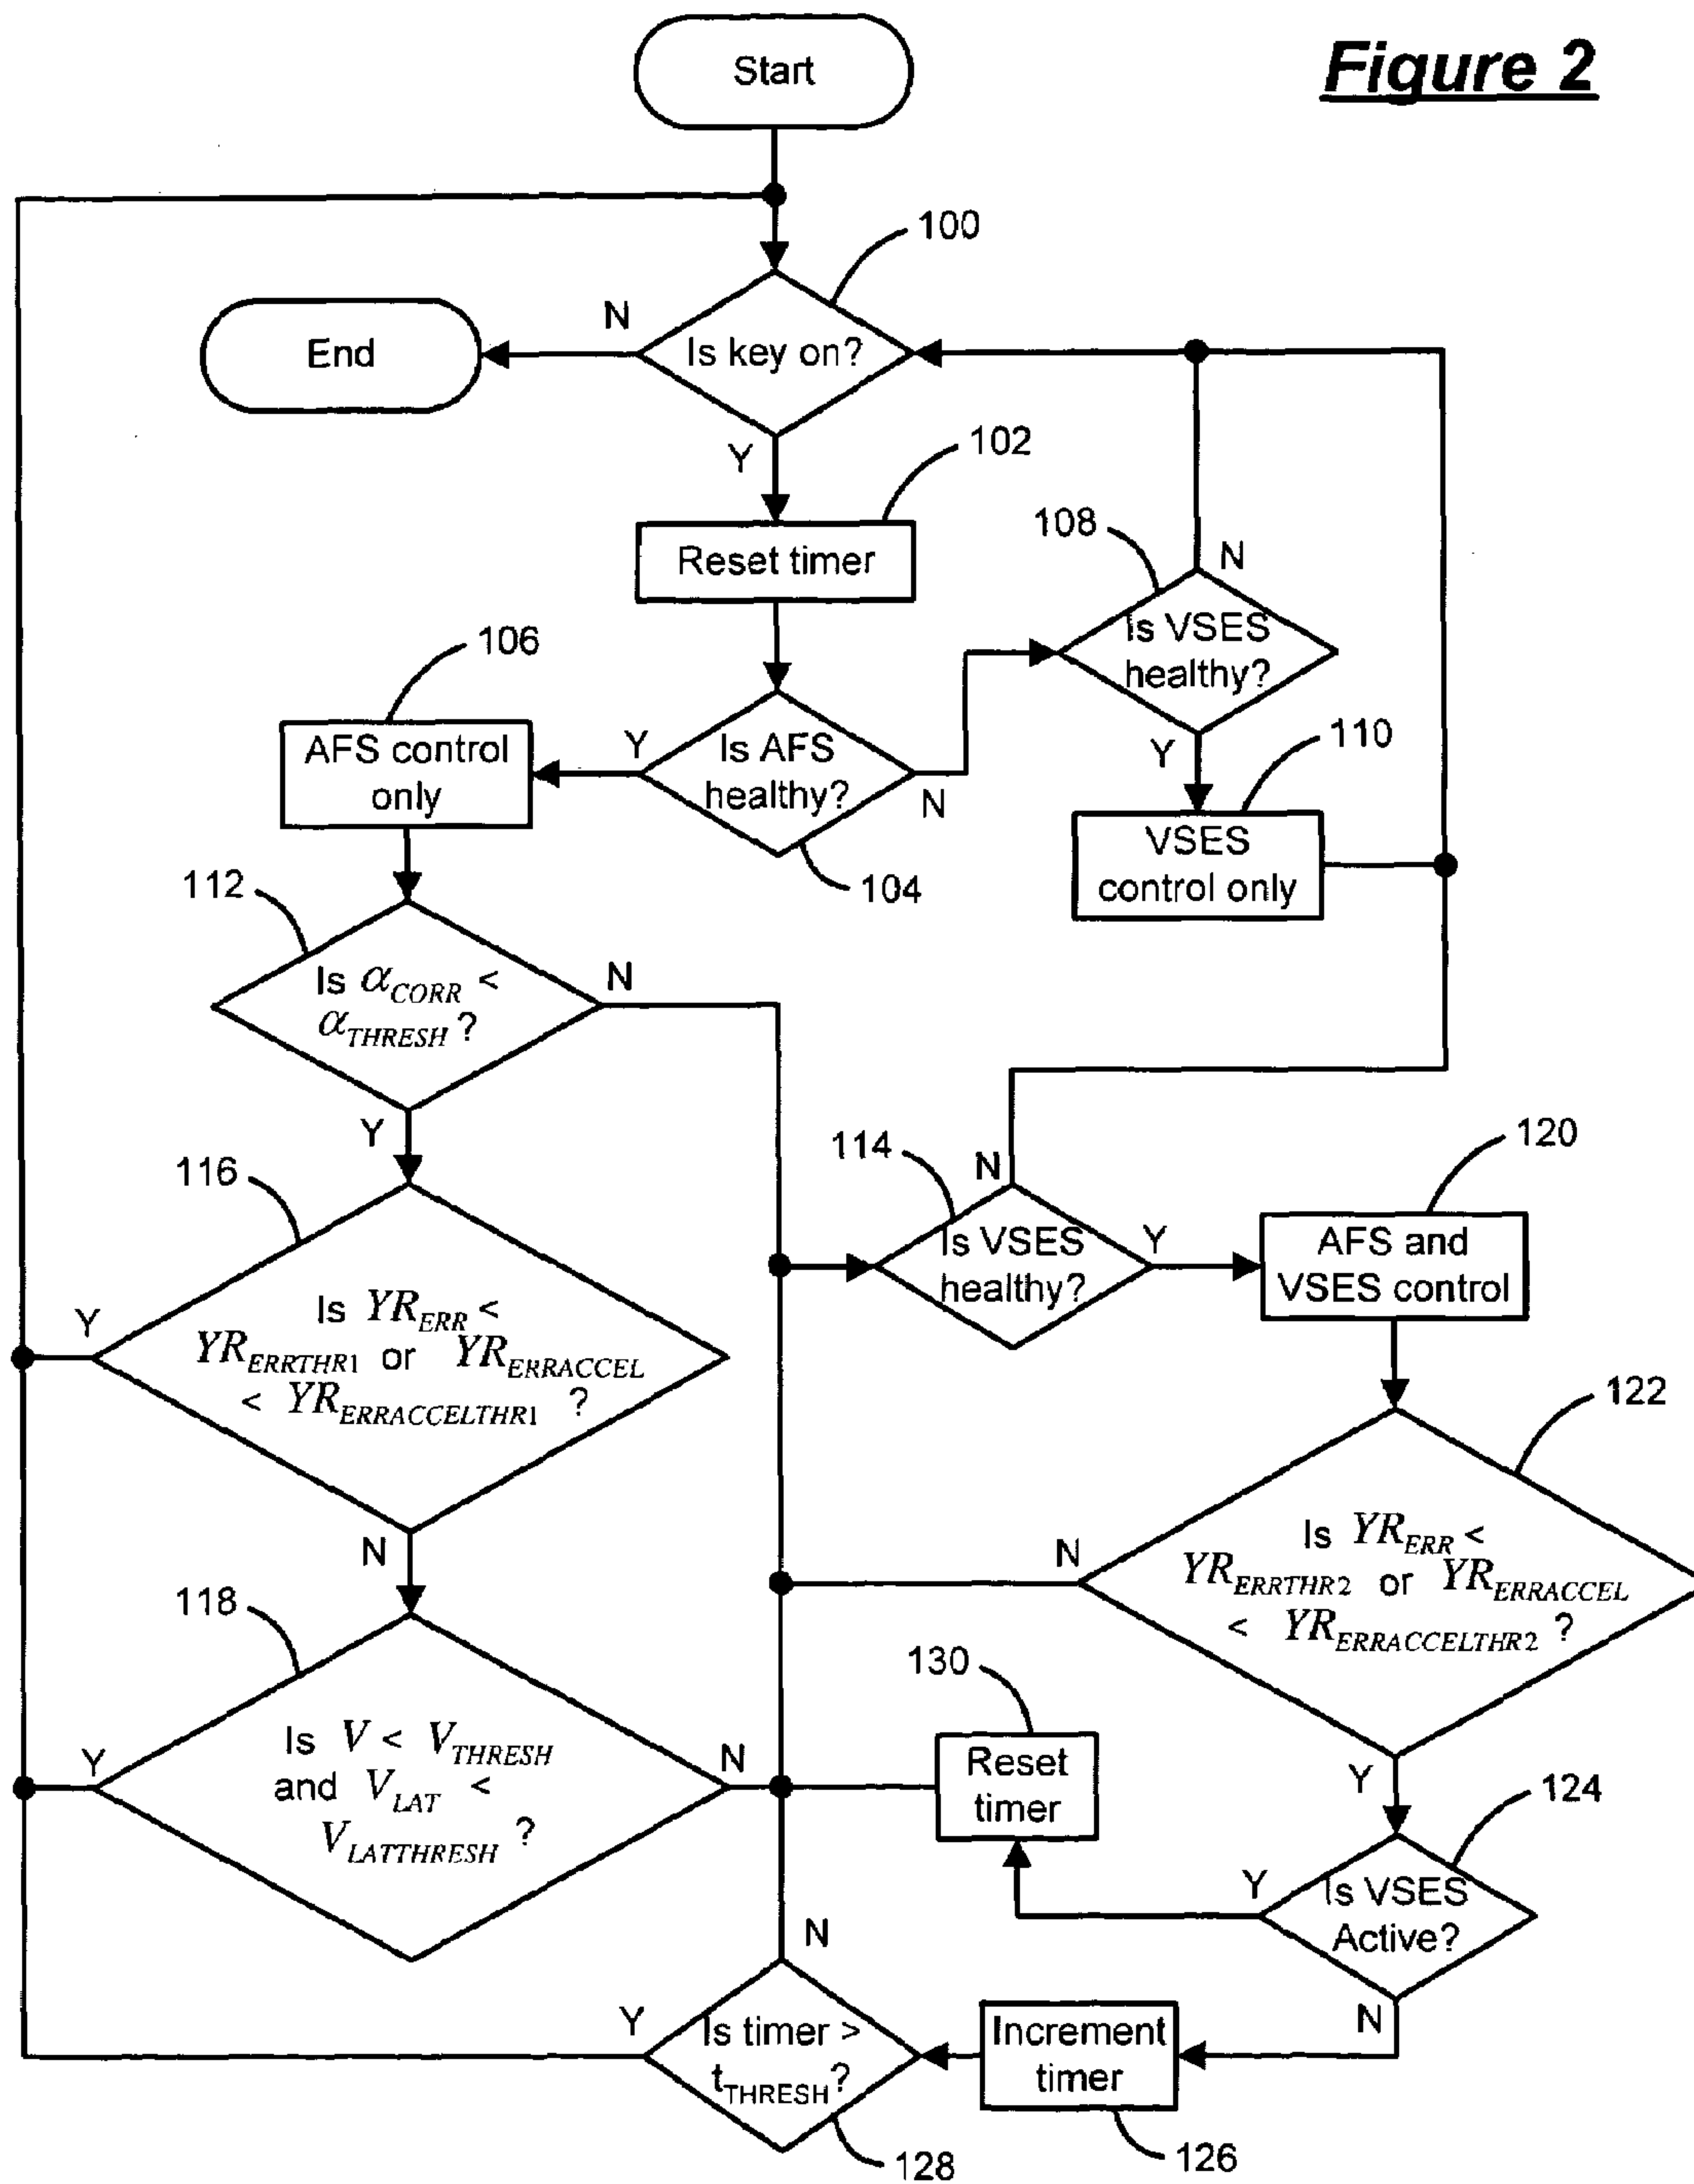 Figure 2
Start
100
N
Is key on?
End
Y
102
Reset timer
108
N
Is VSES
healthy?
106
AFS control
only
Y
Is AFS
healthy?
N
104
Y
110
VSES
control only
112
Is αCORR <
αTHRESH ?
N
Y
114
N
Is VSES
healthy?
Y
120
AFS and
VSES control
116
Is YRERR <
YRERRTHR1 or YRERRACCEL
< YRERRACCELTHR1 ?
Y
N
122
Is YRERR <
YRERRTHR2 or YRERRACCEL
< YRERRACCELTHR2 ?
N
Y
118
Is V < VTHRESH
and VLAT <
VLATTHRESH ?
Y
N
130
Reset
timer
124
Is VSES
Active?
Y
N
N
Y
Is timer >
tTHRESH?
128
Increment
timer
126